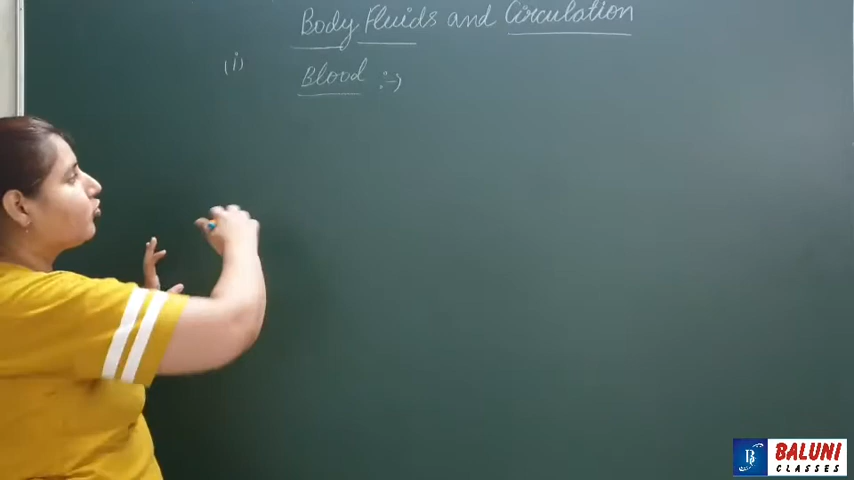 Body Fluids and Circulation
(i) Blood :→
B
BALUNI
CLASSES